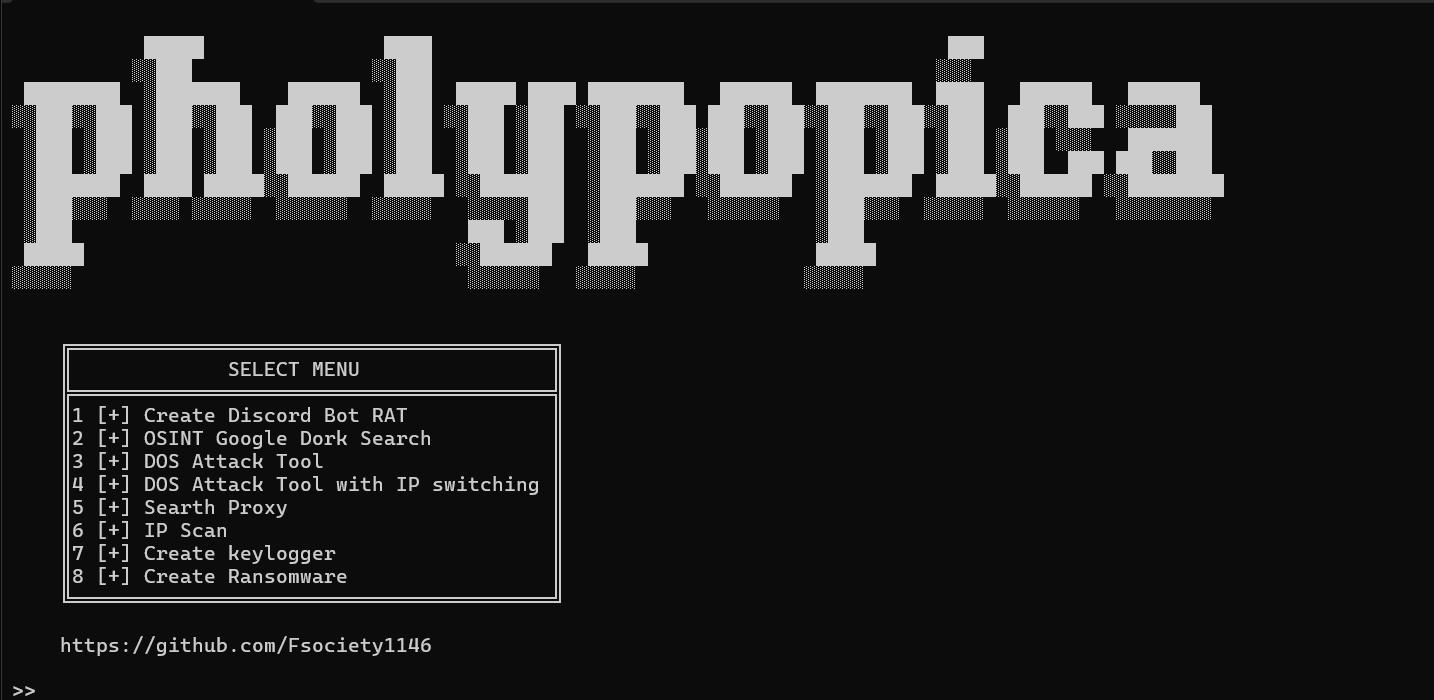 pholypopica
SELECT MENU
1 [+] Create Discord Bot RAT
2 [+] OSINT Google Dork Search
3 [+] DOS Attack Tool
4 [+] DOS Attack Tool with IP switching
5 [+] Searth Proxy
6 [+] IP Scan
7 [+] Create keylogger
8 [+] Create Ransomware
https://github.com/Fsociety1146
>>